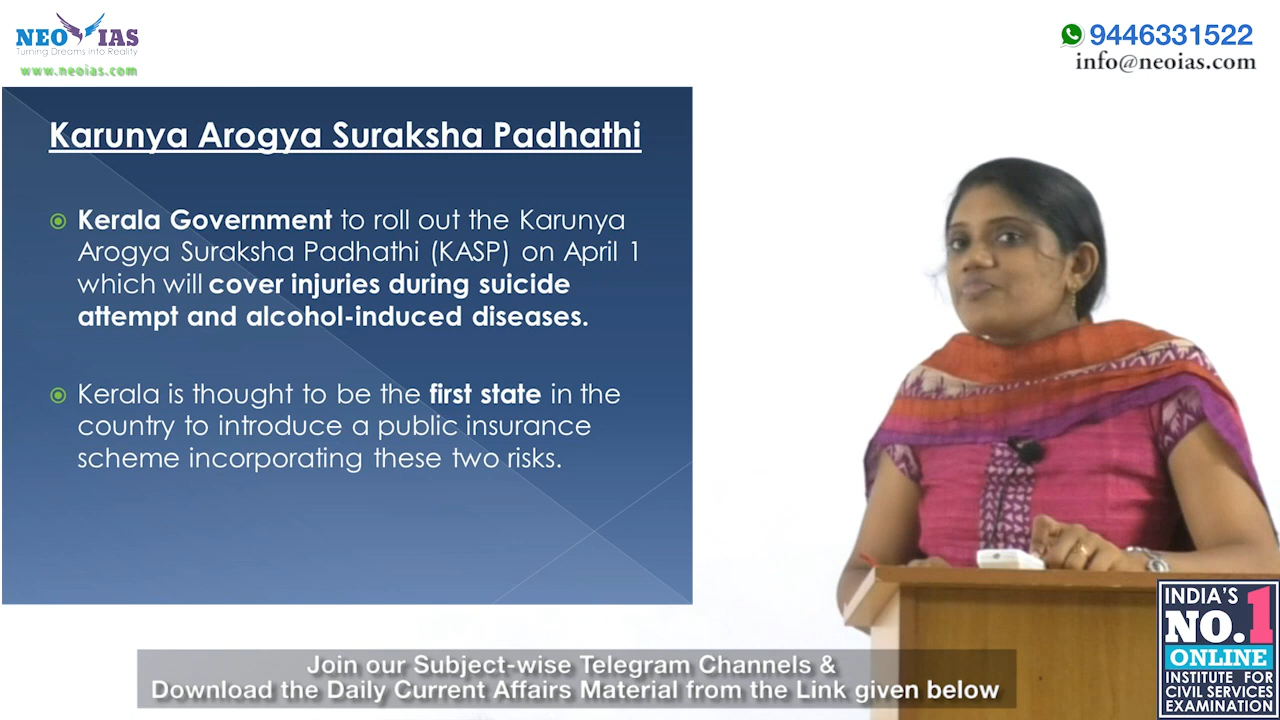 NEO IAS
Turning Dreams into Reality
www.neoias.com
9446331522
info@neoias.com
Karunya Arogya Suraksha Padhathi
Kerala Government to roll out the Karunya
Arogya Suraksha Padhathi (KASP) on April 1
which will cover injuries during suicide
attempt and alcohol-induced diseases.
Kerala is thought to be the first state in the
country to introduce a public insurance
scheme incorporating these two risks.
INDIA'S
NO.1
ONLINE
INSTITUTE FOR
CIVIL SERVICES
EXAMINATION
Join our Subject-wise Telegram Channels &
Download the Daily Current Affairs Material from the Link given below